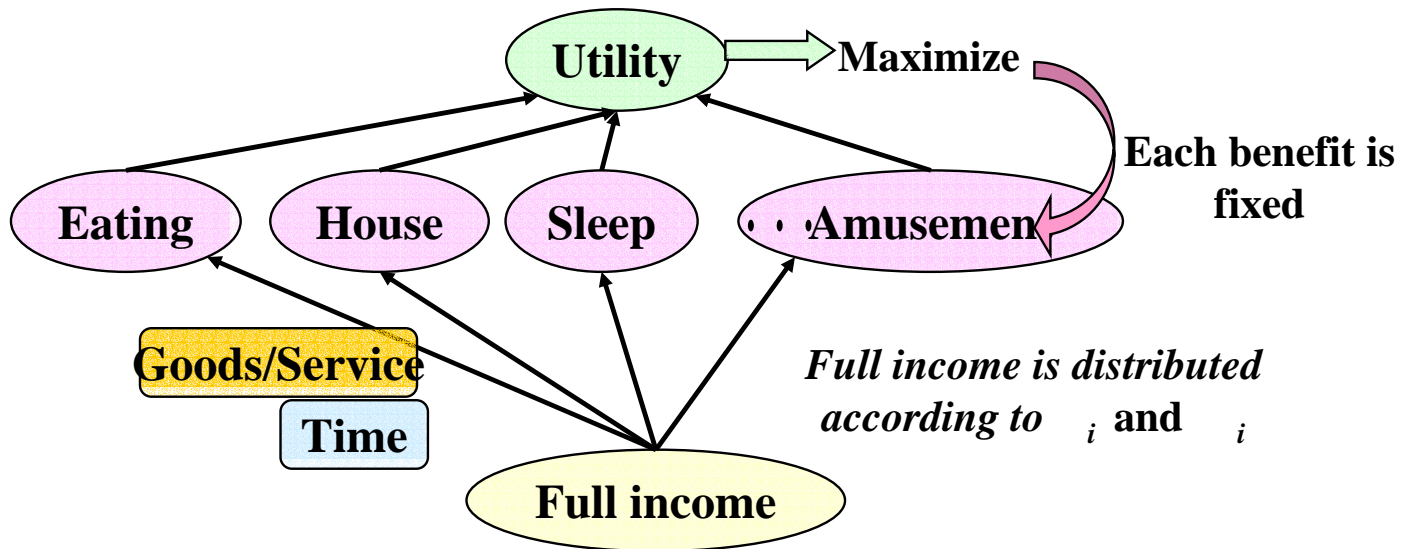 Utility
Maximize
Each benefit is
fixed
Eating
House
Sleep
• • •Amusemen
Goods/Service
Time
Full income is distributed
according to i and i
Full income